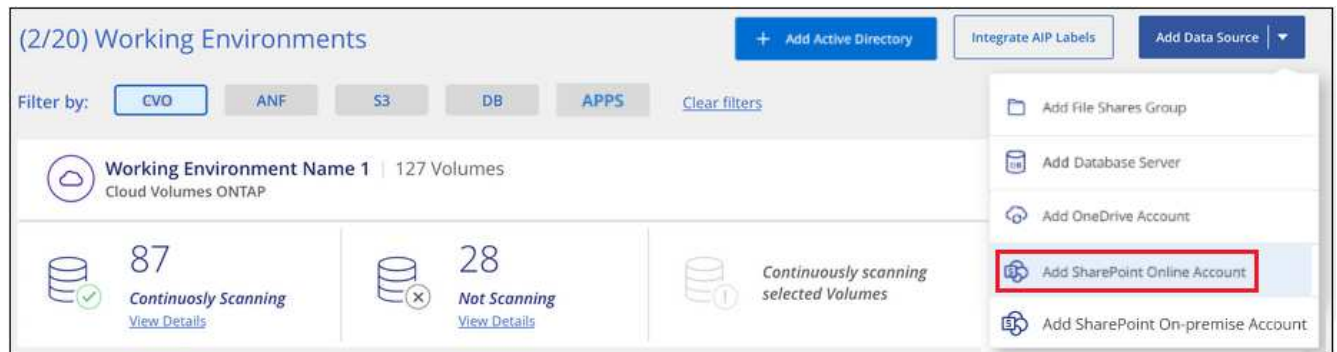 (2/20) Working Environments
+ Add Active Directory
Integrate AIP Labels
Add Data Source
Filter by:
CVO
ANF
S3
DB
APPS
Clear filters
Working Environment Name 1 | 127 Volumes
Cloud Volumes ONTAP
87
Continuosly Scanning
View Details
28
Not Scanning
View Details
Continuously scanning
selected Volumes
Add File Shares Group
Add Database Server
Add OneDrive Account
Add SharePoint Online Account
Add SharePoint On-premise Account